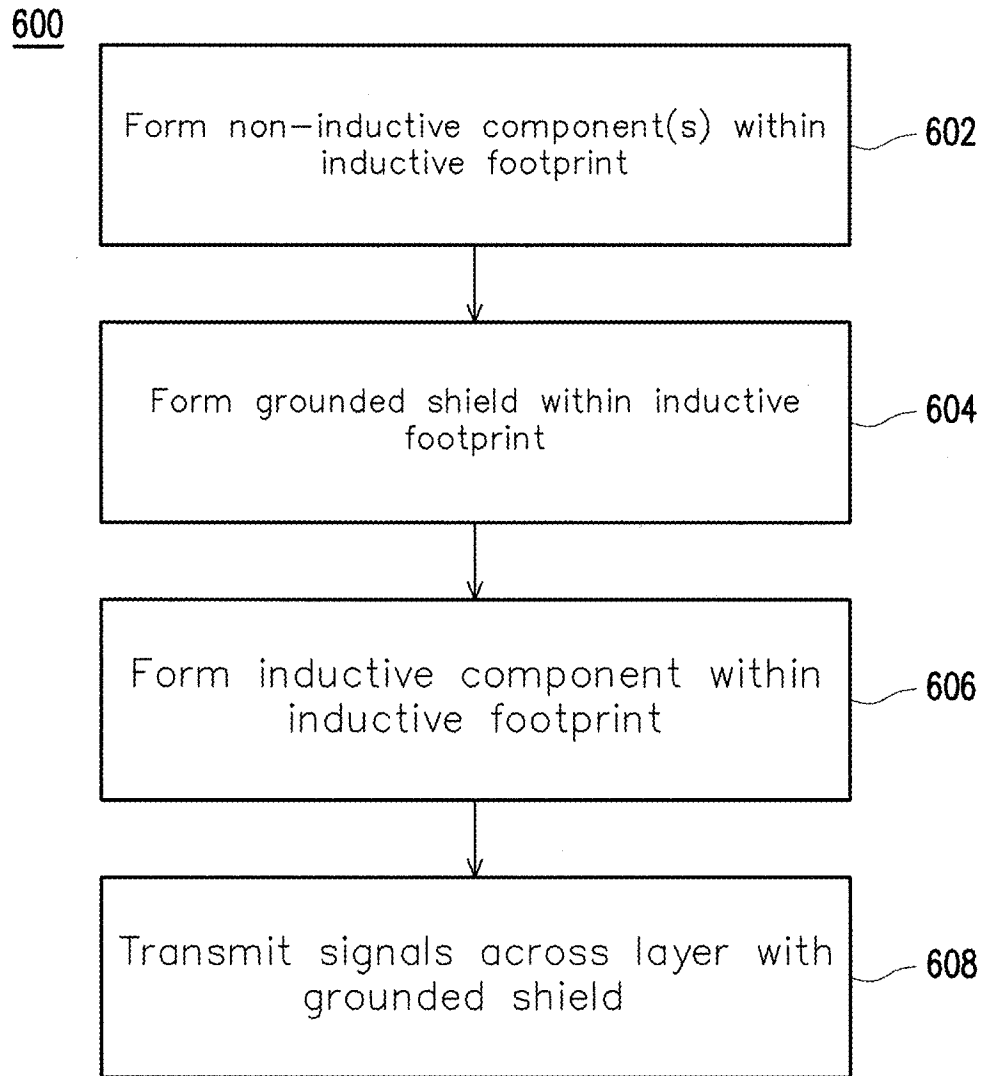 600
Form non-inductive component(s) within
inductive footprint
602
Form grounded shield within inductive
footprint
604
Form inductive component within
inductive footprint
606
Transmit signals across layer with
grounded shield
608